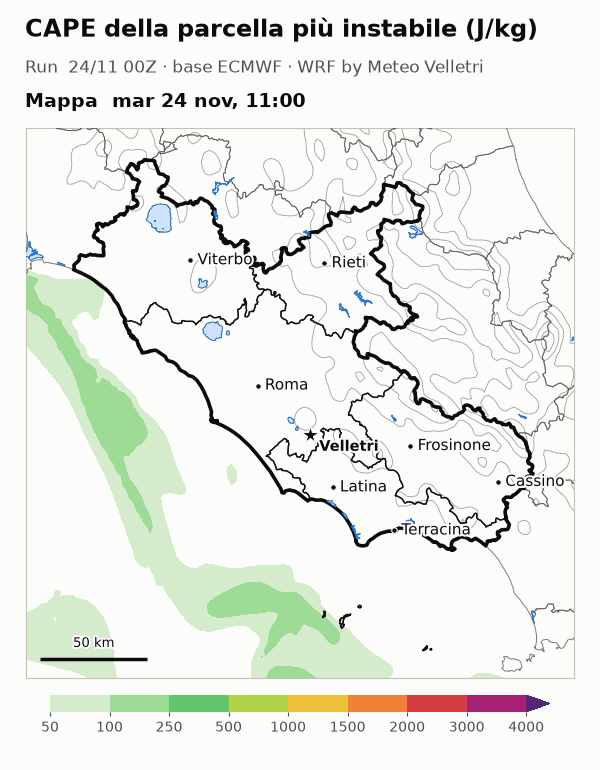 CAPE della parcella più instabile (J/kg)
Run  24/11 00Z · base ECMWF · WRF by Meteo Velletri
Mappa  mar 24 nov, 11:00
Viterbo
Rieti
Roma
Velletri
Frosinone
Cassino
Latina
Terracina
50 km
50 100 250 500 1000 1500 2000 3000 4000